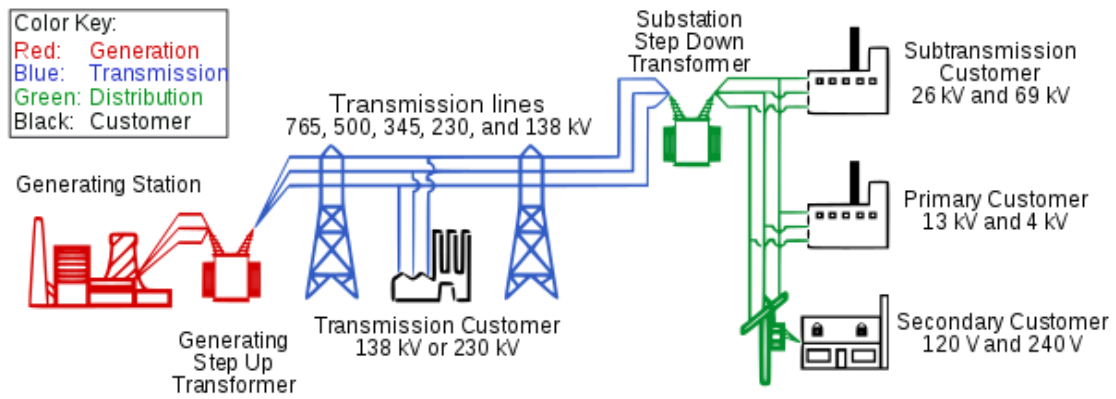 Color Key:
Red: Generation
Blue: Transmission
Green: Distribution
Black: Customer
Generating Station
Generating
Step Up
Transformer
Transmission lines
765, 500, 345, 230, and 138 kV
Transmission Customer
138 kV or 230 kV
Substation
Step Down
Transformer
Subtransmission
Customer
26 kV and 69 kV
Primary Customer
13 kV and 4 kV
Secondary Customer
120 V and 240 V